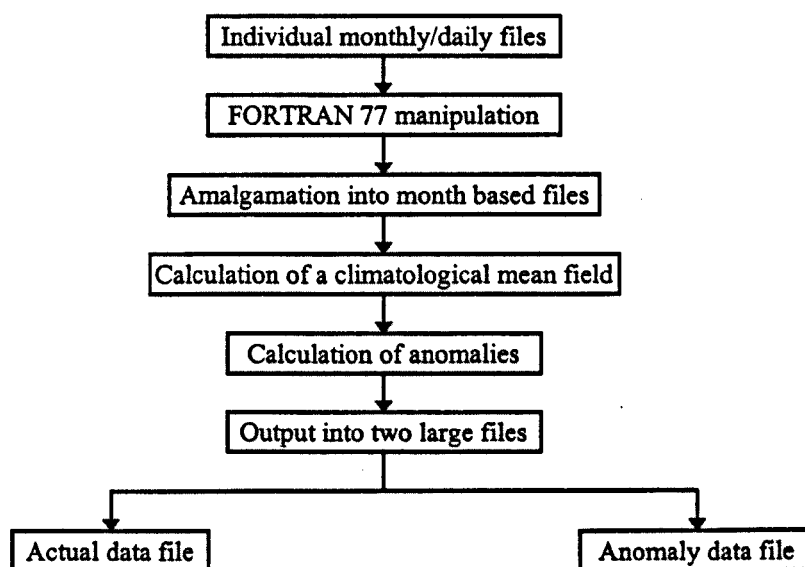 Individual monthly/daily files
FORTRAN 77 manipulation
Amalgamation into month based files
Calculation of a climatological mean field
Calculation of anomalies
Output into two large files
Actual data file
Anomaly data file